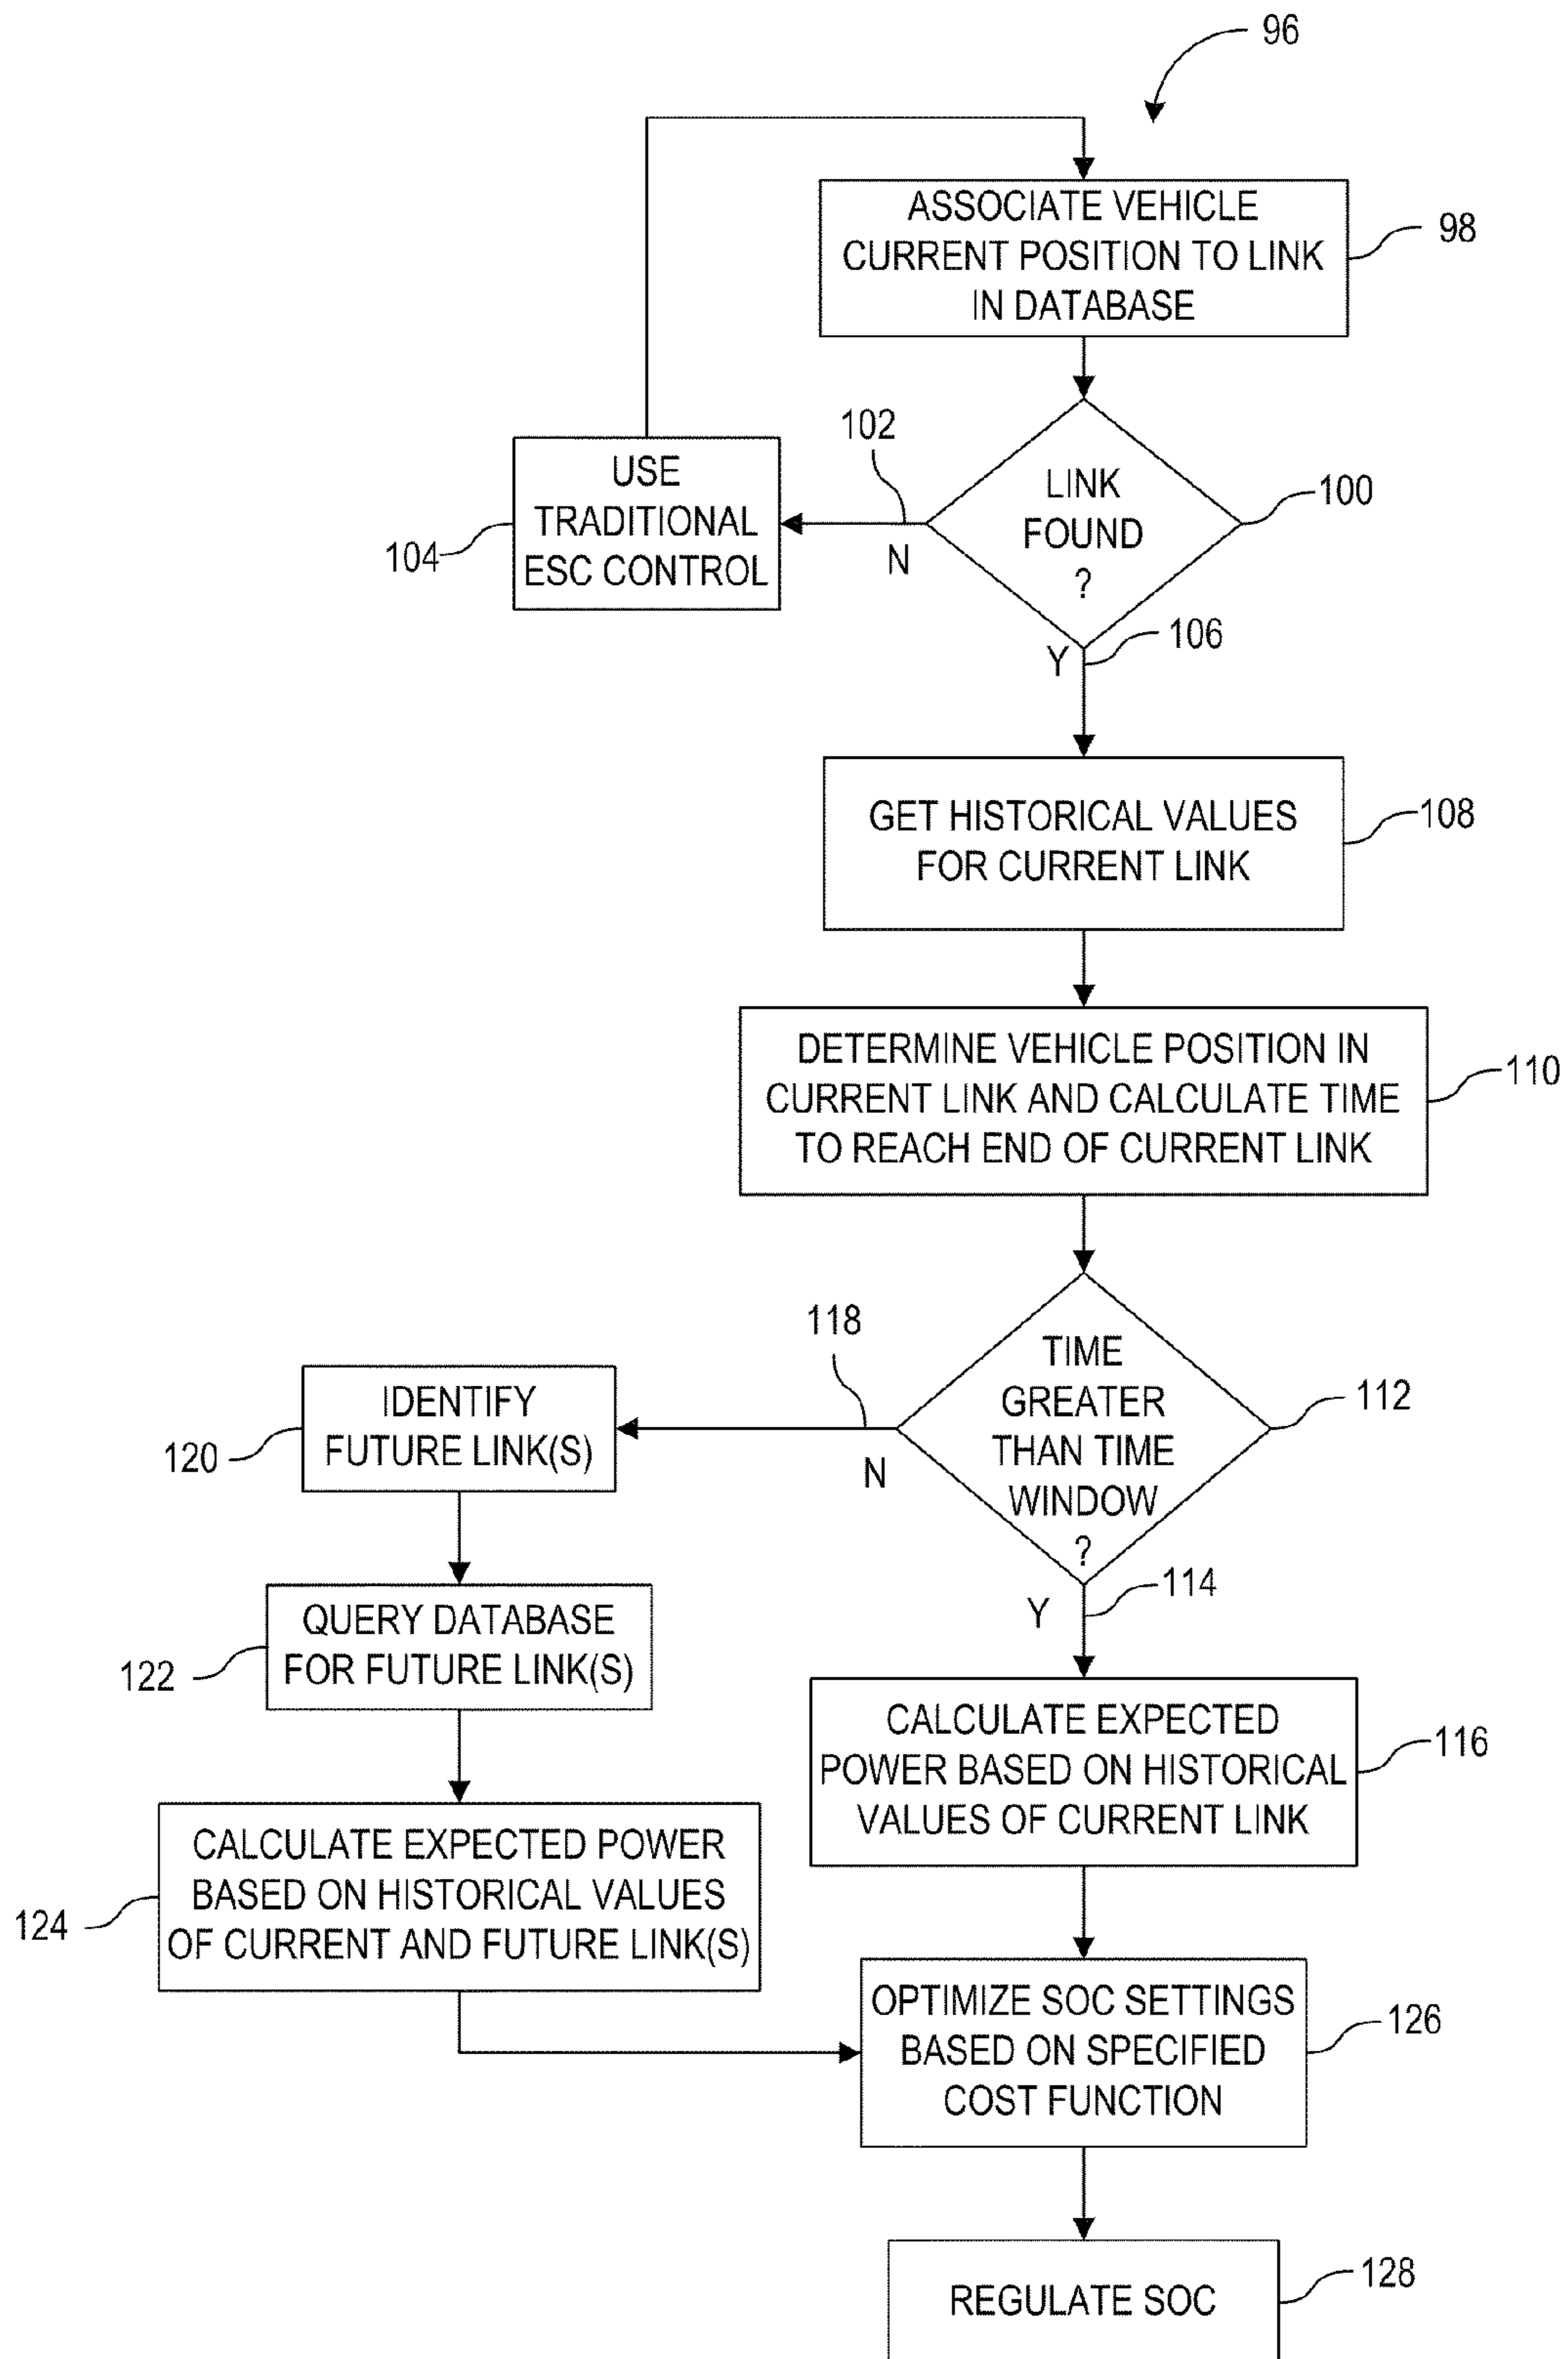 96
ASSOCIATE VEHICLE
CURRENT POSITION TO LINK
IN DATABASE
98
LINK
FOUND
?
100
102
N
USE
TRADITIONAL
ESC CONTROL
104
Y
106
GET HISTORICAL VALUES
FOR CURRENT LINK
108
DETERMINE VEHICLE POSITION IN
CURRENT LINK AND CALCULATE TIME
TO REACH END OF CURRENT LINK
110
TIME
GREATER
THAN TIME
WINDOW
?
112
118
N
IDENTIFY
FUTURE LINK(S)
120
QUERY DATABASE
FOR FUTURE LINK(S)
122
CALCULATE EXPECTED POWER
BASED ON HISTORICAL VALUES
OF CURRENT AND FUTURE LINK(S)
124
Y
114
CALCULATE EXPECTED
POWER BASED ON HISTORICAL
VALUES OF CURRENT LINK
116
OPTIMIZE SOC SETTINGS
BASED ON SPECIFIED
COST FUNCTION
126
REGULATE SOC
128